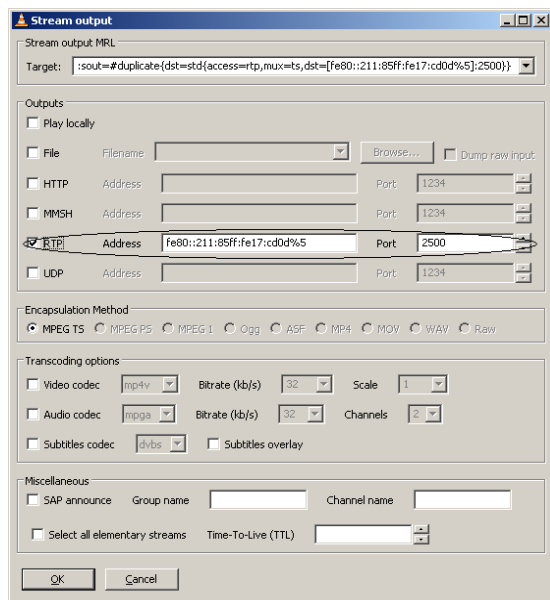 Stream output
Stream output MRL
Target: :sout=#duplicate{dst=std{access=rtp,mux=ts,dst=[fe80::211:85ff:fe17:cd0d%5]:2500}}
Outputs
Play locally
File Filename Browse... Dump raw input
HTTP Address Port 1234
MMSH Address Port 1234
RTP Address fe80::211:85ff:fe17:cd0d%5 Port 2500
UDP Address Port 1234
Encapsulation Method
MPEG TS MPEG PS MPEG 1 Ogg ASF MP4 MOV WAV Raw
Transcoding options
Video codec mp4v Bitrate (kb/s) 32 Scale 1
Audio codec mpga Bitrate (kb/s) 32 Channels 2
Subtitles codec dvbs Subtitles overlay
Miscellaneous
SAP announce Group name Channel name
Select all elementary streams Time-To-Live (TTL)
OK Cancel